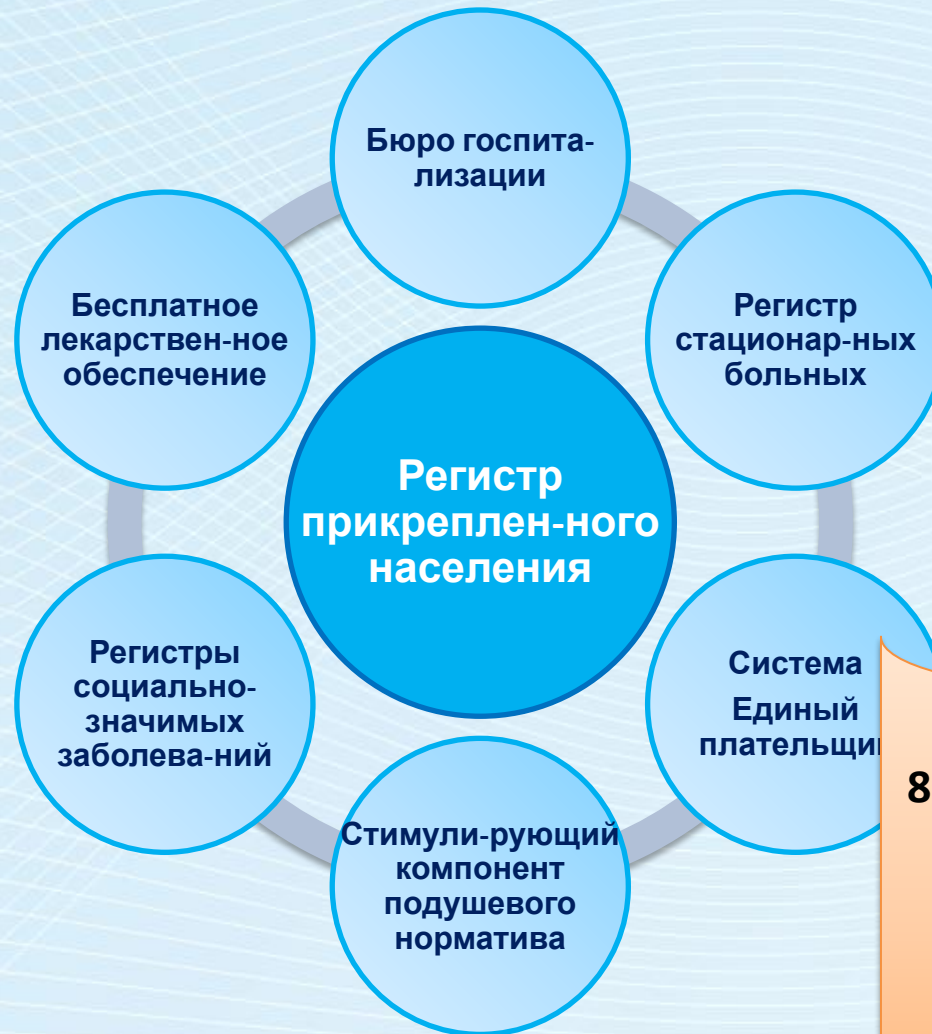 Бюро госпита-
лизации
Бесплатное
лекарствен-ное
обеспечение
Регистр
стационар-ных
больных
Регистр
прикреплен-ного
населения
Регистры
социально-
значимых
заболева-ний
Система
Единый
плательщик
8
Стимули-рующий
компонент
подушевого
норматива